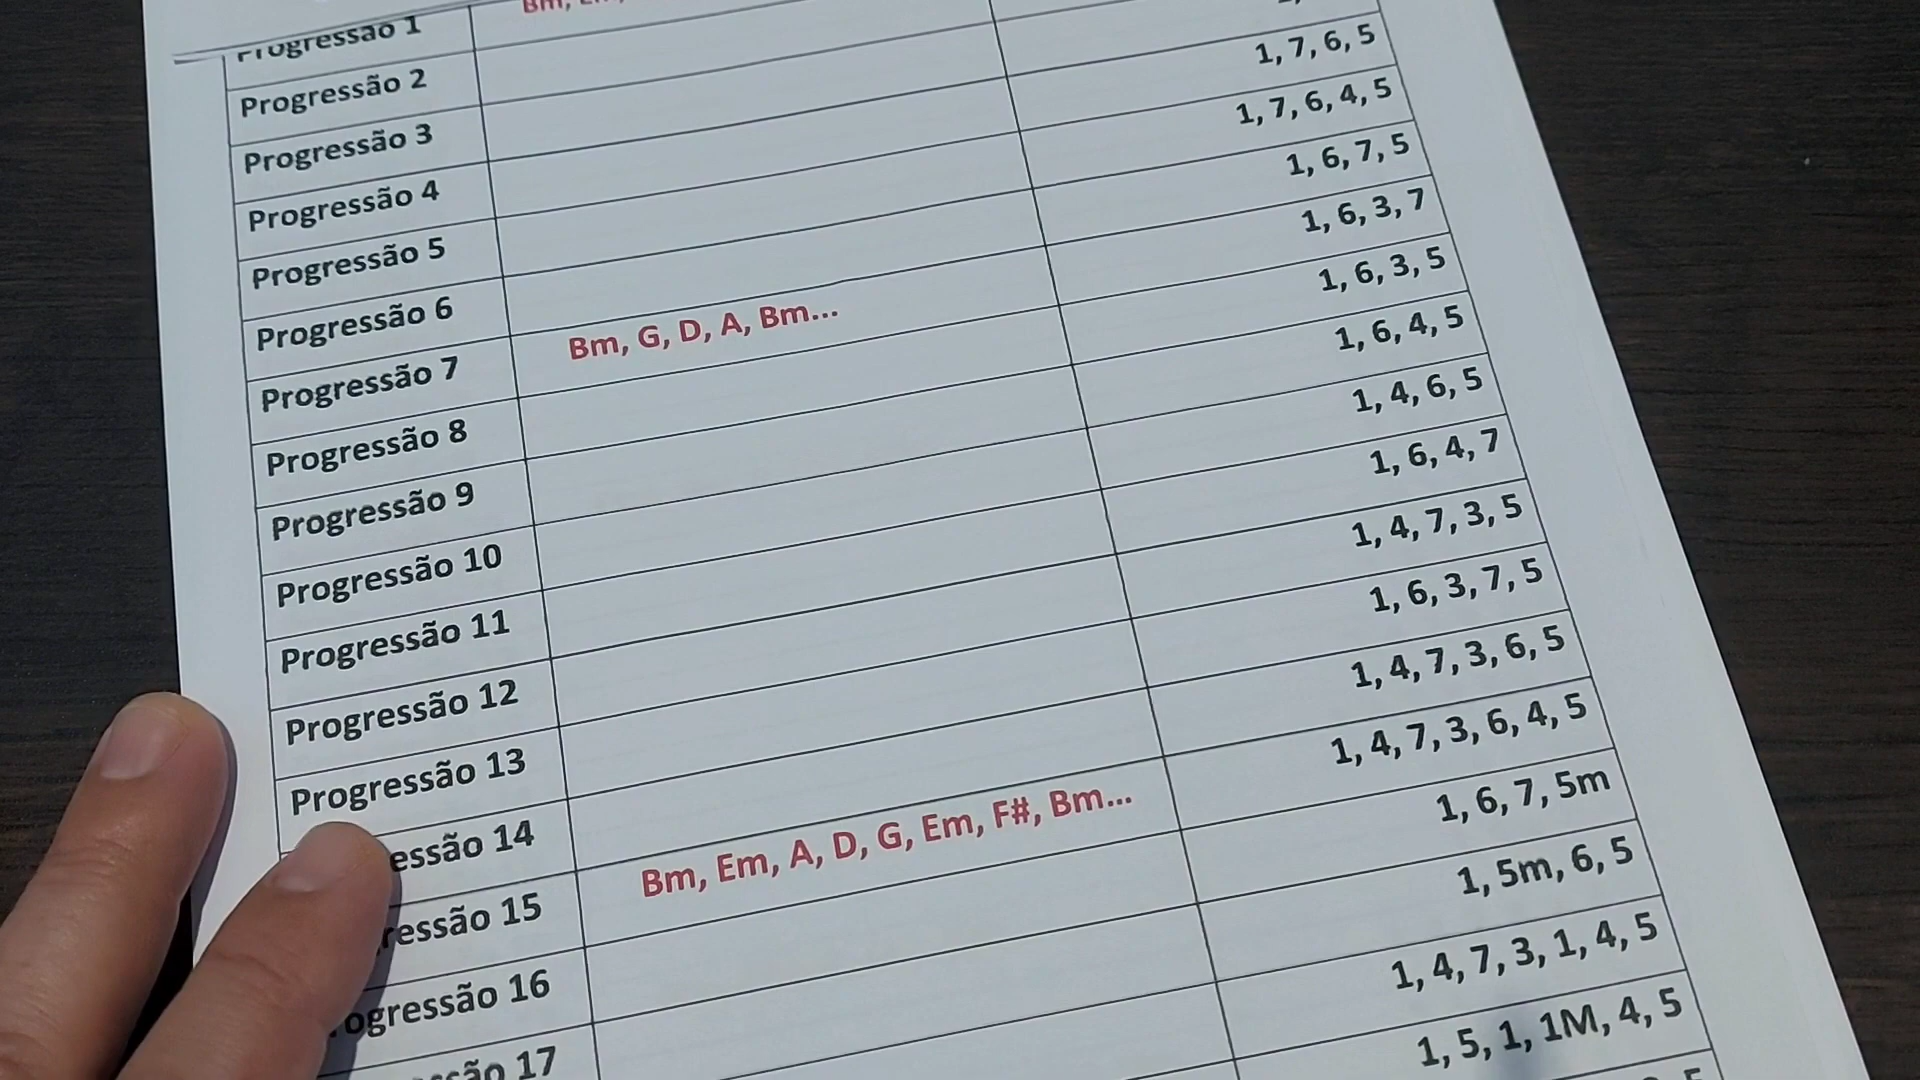 Progressão 1 Bm,
Progressão 2
Progressão 3
Progressão 4 1, 7, 6, 5
Progressão 5 1, 7, 6, 4, 5
Progressão 6 1, 6, 7, 5
Progressão 7 Bm, G, D, A, Bm... 1, 6, 3, 7
Progressão 8 1, 6, 3, 5
Progressão 9 1, 6, 4, 5
Progressão 10 1, 4, 6, 5
Progressão 11 1, 6, 4, 7
Progressão 12 1, 4, 7, 3, 5
Progressão 13 1, 6, 3, 7, 5
essão 14 1, 4, 7, 3, 6, 5
ressão 15 Bm, Em, A, D, G, Em, F#, Bm... 1, 4, 7, 3, 6, 4, 5
ogressão 16 1, 6, 7, 5m
ssão 17 1, 5m, 6, 5
1, 4, 7, 3, 1, 4, 5
1, 5, 1, 1M, 4, 5